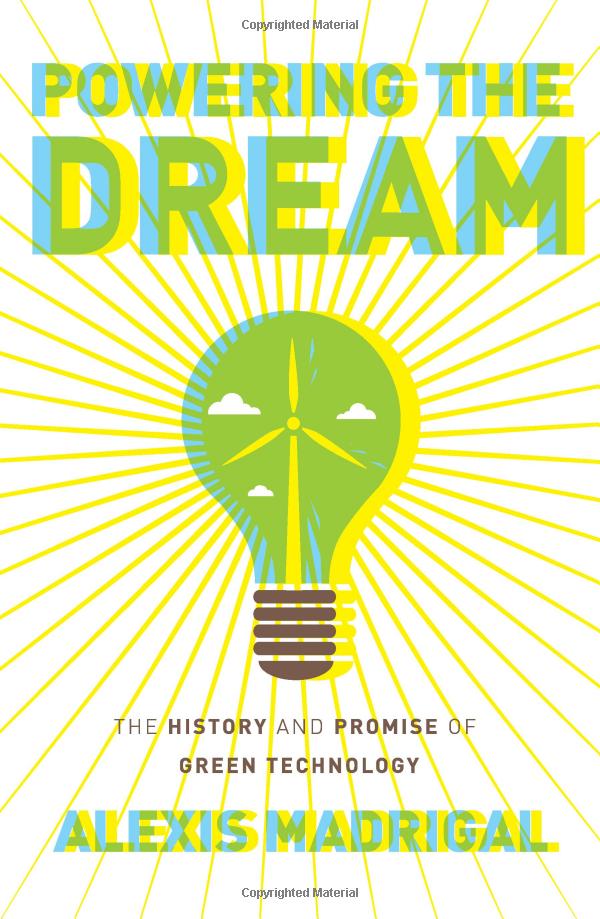 Copyrighted Material
POWERING THE
DREAM
THE HISTORY AND PROMISE OF
GREEN TECHNOLOGY
ALEXIS MADRIGAL
Copyrighted Material